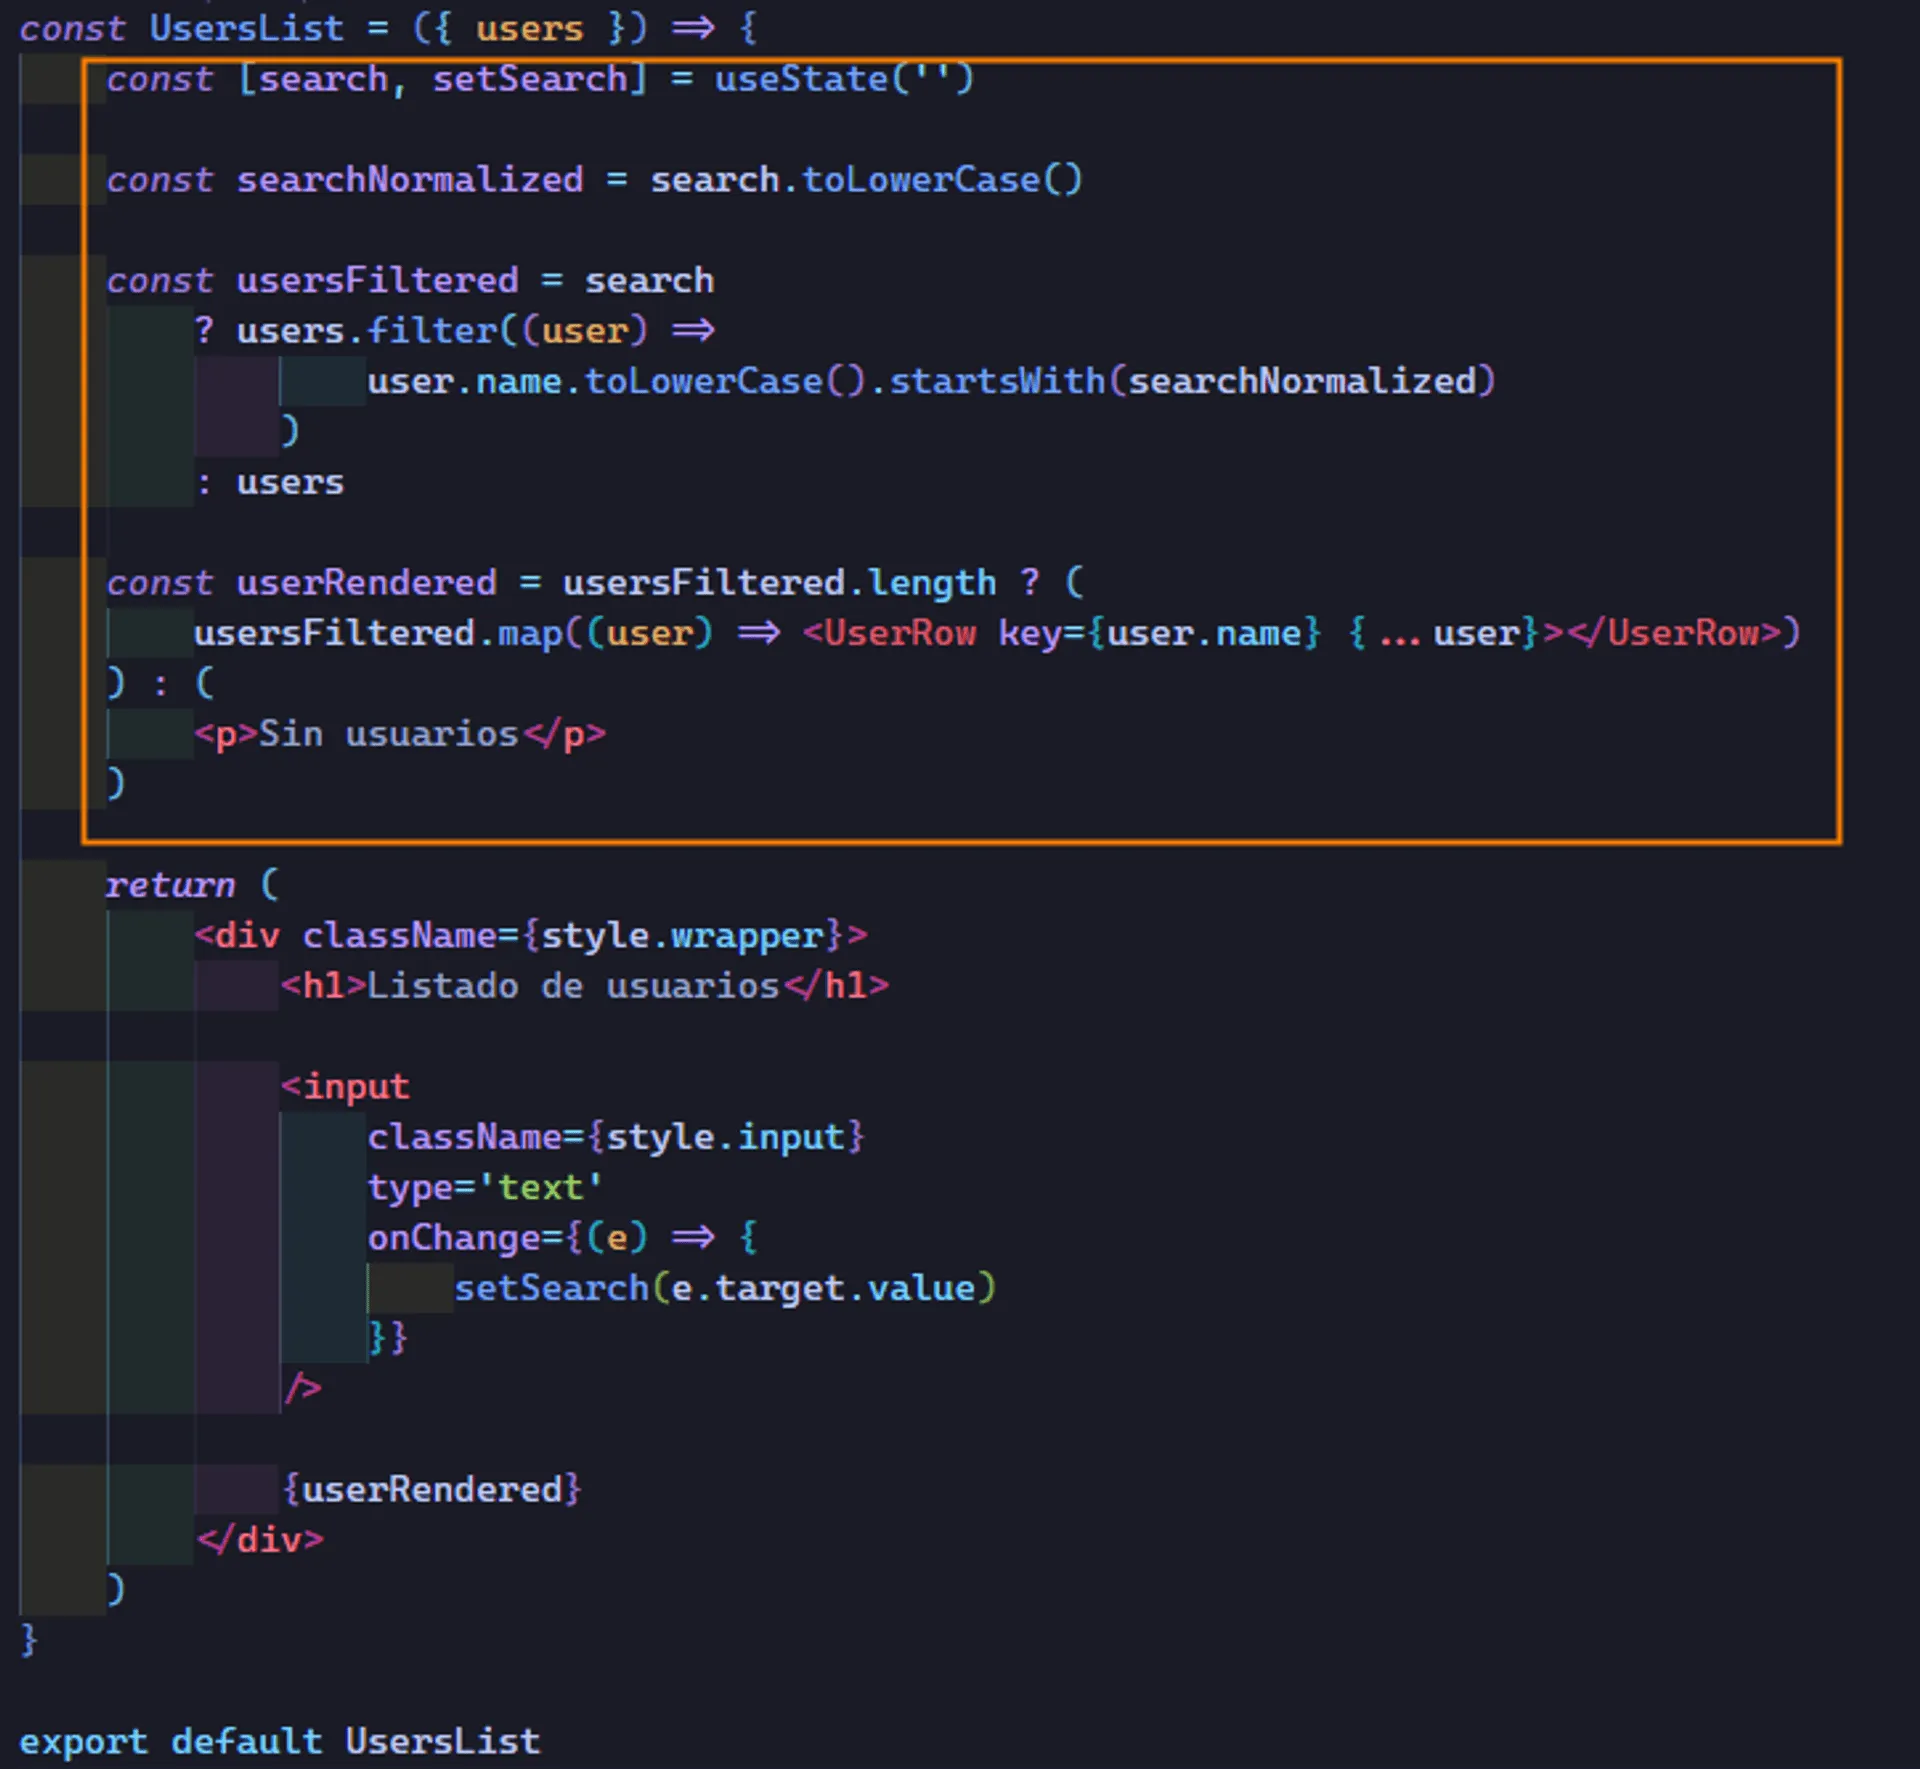 const UsersList = ({ users }) => {
const [search, setSearch] = useState('')
const searchNormalized = search.toLowerCase()
const usersFiltered = search
? users.filter((user) =>
user.name.toLowerCase().startsWith(searchNormalized)
)
: users
const userRendered = usersFiltered.length ? (
usersFiltered.map((user) => <UserRow key={user.name} {...user}></UserRow>)
) : (
<p>Sin usuarios</p>
)
return (
<div className={style.wrapper}>
<h1>Listado de usuarios</h1>
<input
className={style.input}
type='text'
onChange={(e) => {
setSearch(e.target.value)
}}
/>
{userRendered}
</div>
)
}
export default UsersList